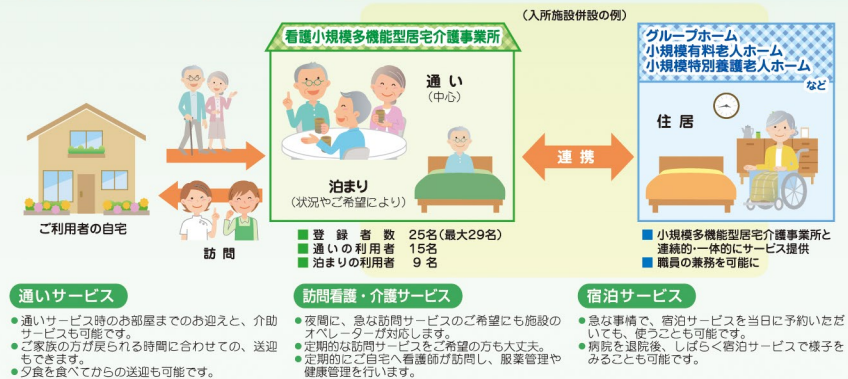 （入所施設併設の例）
看護小規模多機能型居宅介護事業所
通い
（中心）
泊まり
（状況やご希望により）
ご利用者の自宅
訪問
連携
グループホーム
小規模有料老人ホーム
小規模特別養護老人ホーム
など
住居
■ 登録者数 25名（最大29名）
■ 通いの利用者 15名
■ 泊まりの利用者 9名
■ 小規模多機能型居宅介護事業所と
連続的・一体的にサービス提供
■ 職員の兼務を可能に
通いサービス
●通いサービス時のお部屋までのお迎えと、介助
サービスも可能です。
●ご家族の方が戻られる時間に合わせての、送迎
もできます。
●夕食を食べてからの送迎も可能です。
訪問看護・介護サービス
●夜間に、急な訪問サービスのご希望にも施設の
オペレーターが対応します。
●定期的な訪問サービスをご希望の方も大丈夫。
●定期的にご自宅へ看護師が訪問し、服薬管理や
健康管理を行います。
宿泊サービス
●急な事情で、宿泊サービスを当日に予約いただ
いても、使うことも可能です。
●病院を退院後、しばらく宿泊サービスで様子を
みることも可能です。